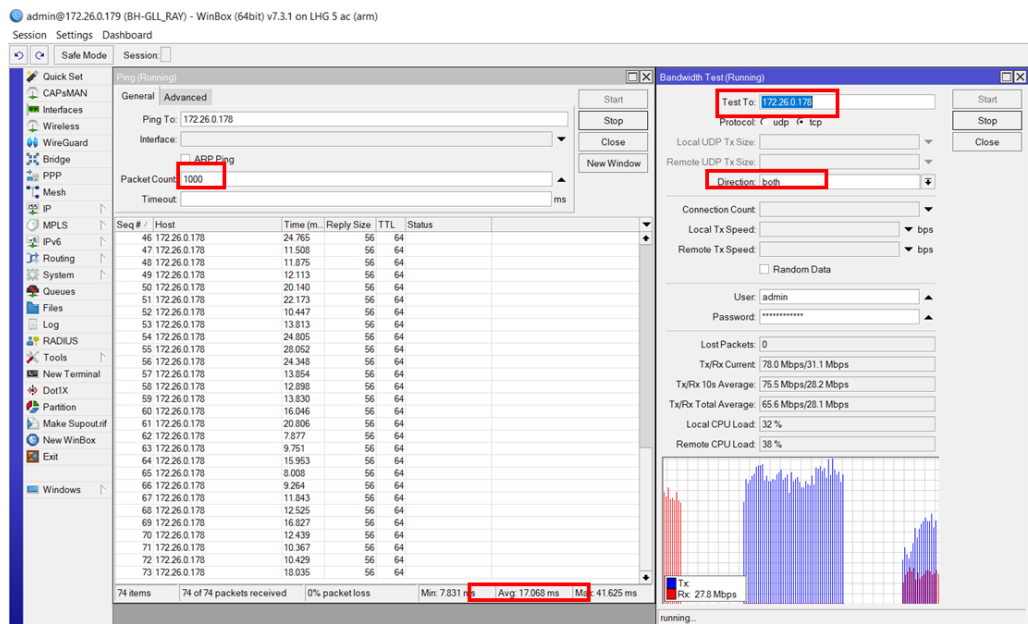 admin@172.26.0.179 (BH-GLL_RAY) - WinBox (64bit) v7.3.1 on LHG 5 ac (arm)
Session Settings Dashboard
Safe Mode Session:
Quick Set
CAPsMAN
Interfaces
Wireless
WireGuard
Bridge
PPP
Mesh
IP
MPLS
IPv6
Routing
System
Queues
Files
Log
RADIUS
Tools
New Terminal
Dot1X
Partition
Make Supout.rif
New WinBox
Exit
Windows
Ping (Running)
General Advanced
Ping To: 172.26.0.178
Interface:
ARP Ping
Packet Count: 1000
Timeout: ms
Start
Stop
Close
New Window
Seq # Host Time (m... Reply Size TTL Status
46 172.26.0.178 24.765 56 64
47 172.26.0.178 11.508 56 64
48 172.26.0.178 11.875 56 64
49 172.26.0.178 12.113 56 64
50 172.26.0.178 20.140 56 64
51 172.26.0.178 22.173 56 64
52 172.26.0.178 10.447 56 64
53 172.26.0.178 13.813 56 64
54 172.26.0.178 24.805 56 64
55 172.26.0.178 28.052 56 64
56 172.26.0.178 24.348 56 64
57 172.26.0.178 13.854 56 64
58 172.26.0.178 12.898 56 64
59 172.26.0.178 13.830 56 64
60 172.26.0.178 16.046 56 64
61 172.26.0.178 20.806 56 64
62 172.26.0.178 7.877 56 64
63 172.26.0.178 9.751 56 64
64 172.26.0.178 15.953 56 64
65 172.26.0.178 8.008 56 64
66 172.26.0.178 9.264 56 64
67 172.26.0.178 11.843 56 64
68 172.26.0.178 12.525 56 64
69 172.26.0.178 16.827 56 64
70 172.26.0.178 12.439 56 64
71 172.26.0.178 10.367 56 64
72 172.26.0.178 10.429 56 64
73 172.26.0.178 18.035 56 64
74 items 74 of 74 packets received 0% packet loss Min: 7.831 ms Avg: 17.068 ms Max: 41.625 ms
Bandwidth Test (Running)
Test To: 172.26.0.178
Protocol: udp tcp
Local UDP Tx Size:
Remote UDP Tx Size:
Direction: both
Connection Count:
Local Tx Speed: bps
Remote Tx Speed: bps
Random Data
User: admin
Password: ************
Lost Packets: 0
Tx/Rx Current: 78.0 Mbps/31.1 Mbps
Tx/Rx 10s Average: 75.5 Mbps/28.2 Mbps
Tx/Rx Total Average: 65.6 Mbps/28.1 Mbps
Local CPU Load: 32 %
Remote CPU Load: 38 %
Tx:
Rx: 27.8 Mbps
running...
Start
Stop
Close